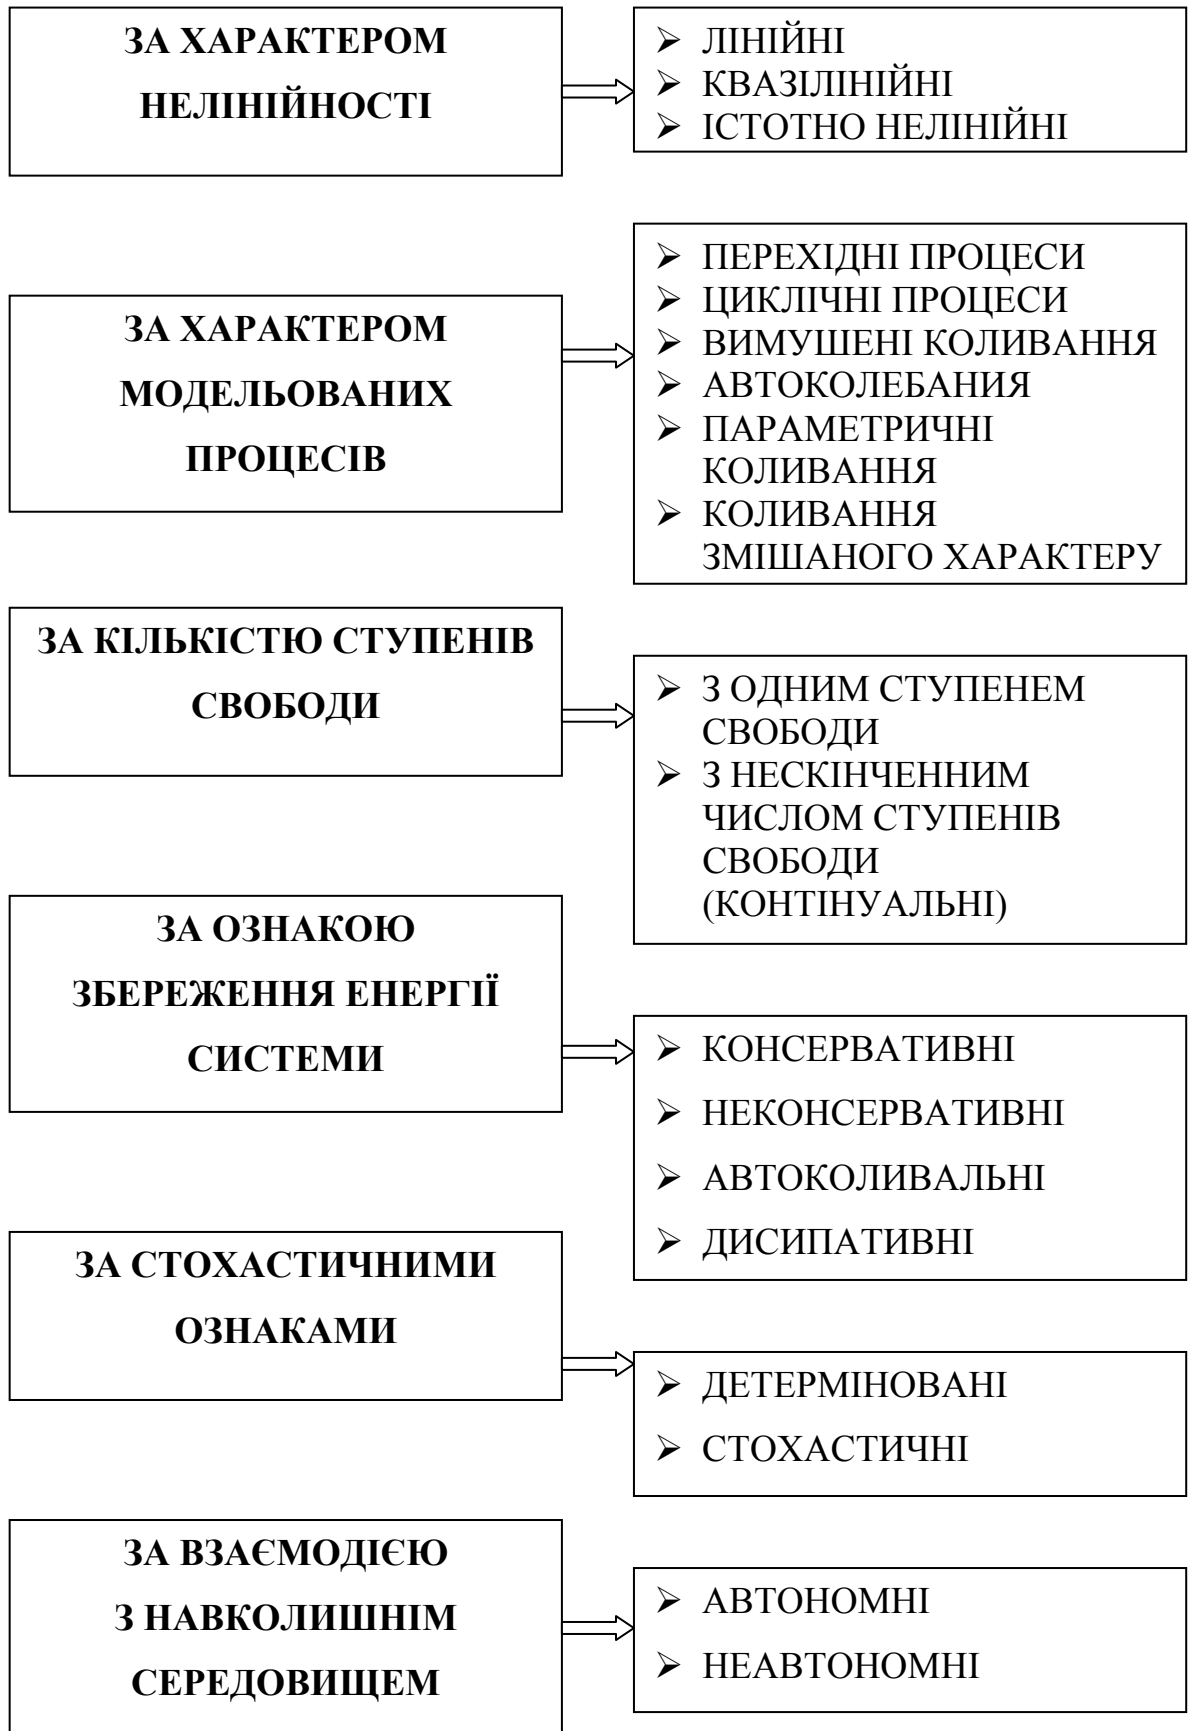 ЗА ХАРАКТЕРОМ
НЕЛІНІЙНОСТІ
➢ ЛІНІЙНІ
➢ КВАЗІЛІНІЙНІ
➢ ІСТОТНО НЕЛІНІЙНІ
ЗА ХАРАКТЕРОМ
МОДЕЛЬОВАНИХ
ПРОЦЕСІВ
➢ ПЕРЕХІДНІ ПРОЦЕСИ
➢ ЦИКЛІЧНІ ПРОЦЕСИ
➢ ВИМУШЕНІ КОЛИВАННЯ
➢ АВТОКОЛЕБАНИЯ
➢ ПАРАМЕТРИЧНІ
КОЛИВАННЯ
➢ КОЛИВАННЯ
ЗМІШАНОГО ХАРАКТЕРУ
ЗА КІЛЬКІСТЮ СТУПЕНІВ
СВОБОДИ
➢ З ОДНИМ СТУПЕНЕМ
СВОБОДИ
➢ З НЕСКІНЧЕННИМ
ЧИСЛОМ СТУПЕНІВ
СВОБОДИ
(КОНТІНУАЛЬНІ)
ЗА ОЗНАКОЮ
ЗБЕРЕЖЕННЯ ЕНЕРГІЇ
СИСТЕМИ
➢ КОНСЕРВАТИВНІ
➢ НЕКОНСЕРВАТИВНІ
➢ АВТОКОЛИВАЛЬНІ
➢ ДИСИПАТИВНІ
ЗА СТОХАСТИЧНИМИ
ОЗНАКАМИ
➢ ДЕТЕРМІНОВАНІ
➢ СТОХАСТИЧНІ
ЗА ВЗАЄМОДІЄЮ
З НАВКОЛИШНІМ
СЕРЕДОВИЩЕМ
➢ АВТОНОМНІ
➢ НЕАВТОНОМНІ